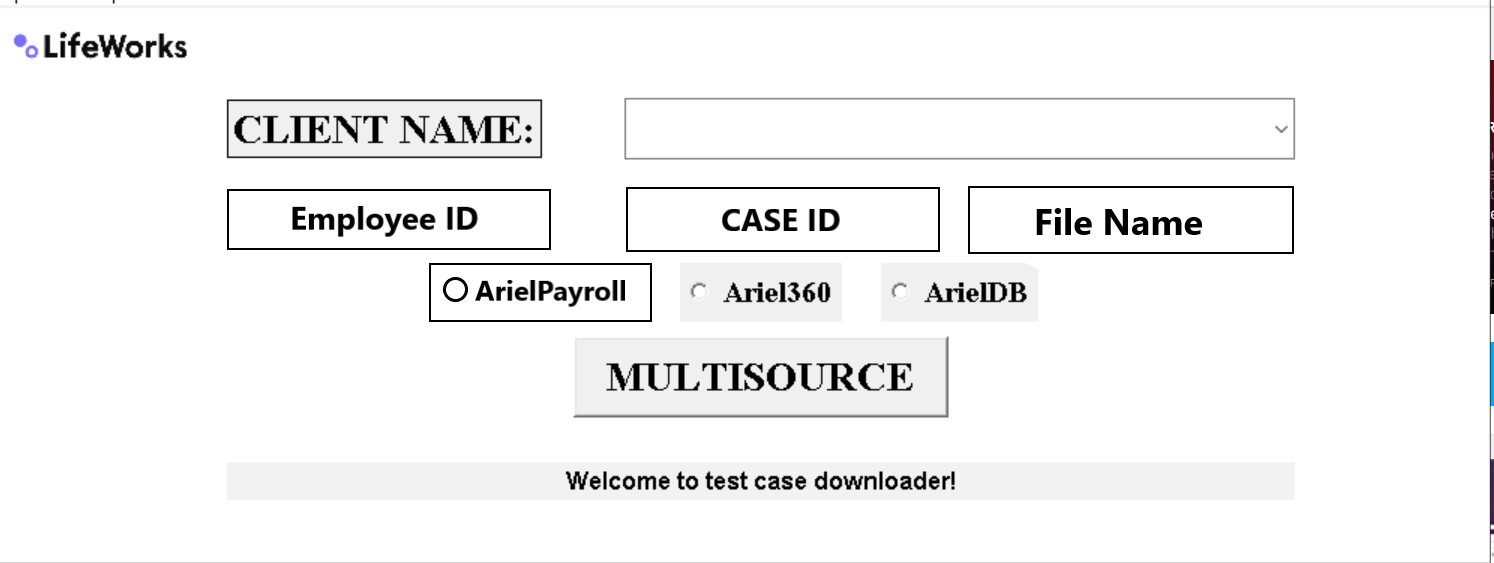 LifeWorks
CLIENT NAME:
Employee ID CASE ID File Name
ArielPayroll Ariel360 ArielDB
MULTISOURCE
Welcome to test case downloader!